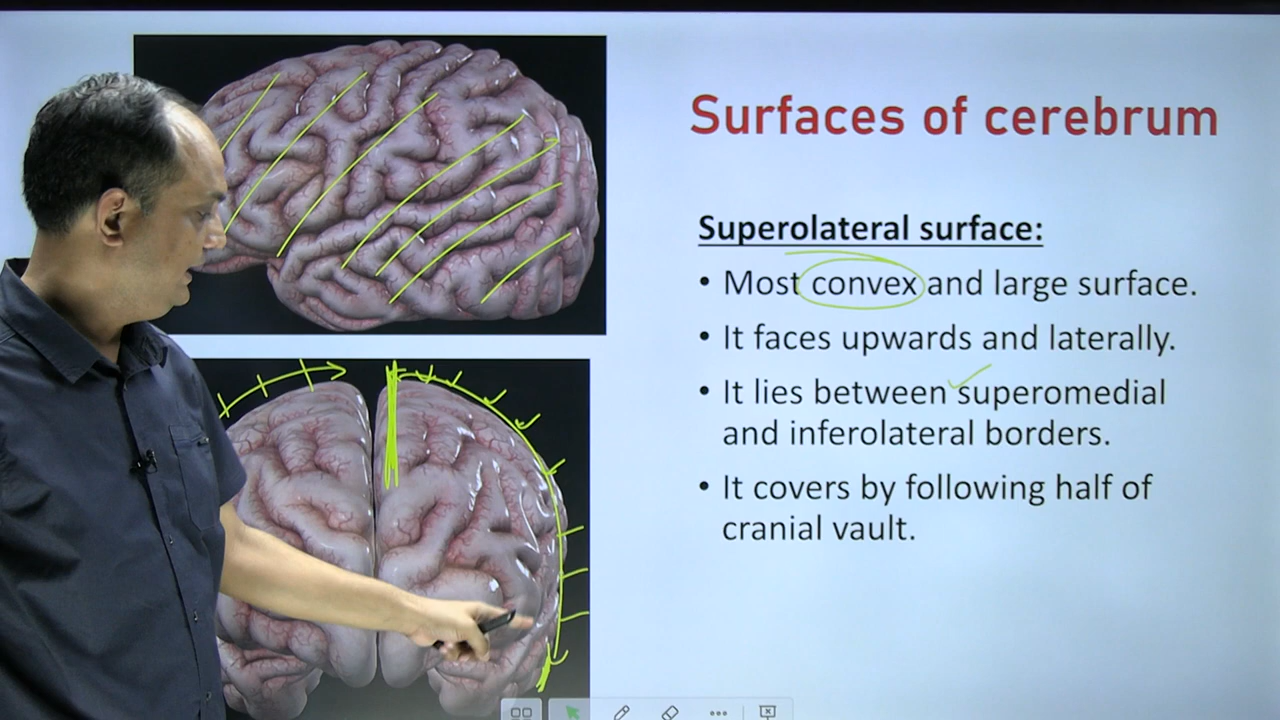 Surfaces of cerebrum
Superolateral surface:
• Most convex and large surface.
• It faces upwards and laterally.
• It lies between superomedial
and inferolateral borders.
• It covers by following half of
cranial vault.